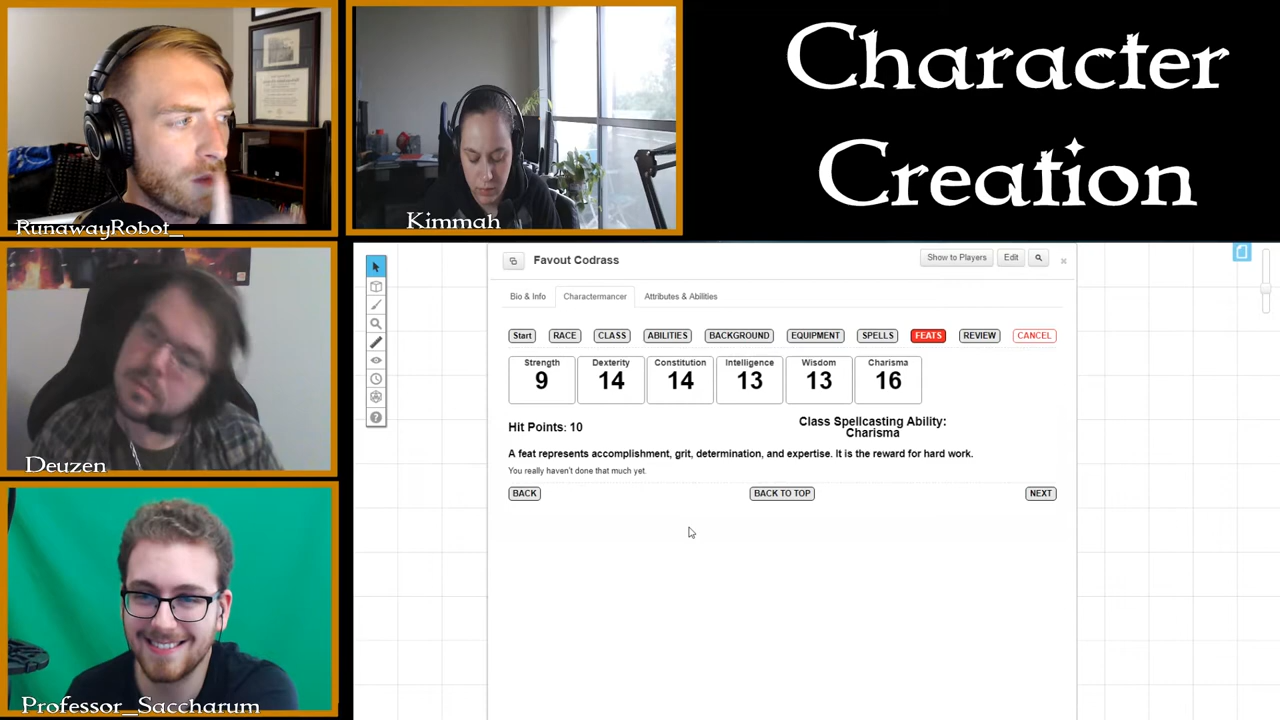 Character
Creation
RunawayRobot_
Kimmah
Deuzen
Professor_Saccharum
Favout Codrass
Show to Players
Edit
Bio & Info
Charactermancer
Attributes & Abilities
Start
RACE
CLASS
ABILITIES
BACKGROUND
EQUIPMENT
SPELLS
FEATS
REVIEW
CANCEL
Strength
9
Dexterity
14
Constitution
14
Intelligence
13
Wisdom
13
Charisma
16
Hit Points: 10
Class Spellcasting Ability:
Charisma
A feat represents accomplishment, grit, determination, and expertise. It is the reward for hard work.
You really haven't done that much yet.
BACK
BACK TO TOP
NEXT